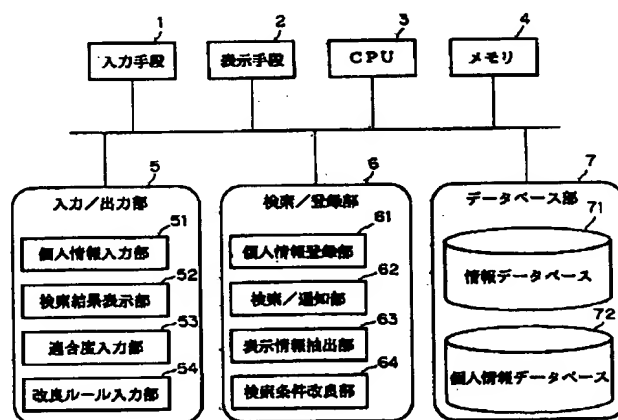 1 2 3 4
入力手段 表示手段 CPU メモリ
5 6 7
入力/出力部 検索/登録部 データベース部
51 61 71
個人情報入力部 個人情報登録部 情報データベース
52 62
検索結果表示部 検索/通知部
53 63 72
適合度入力部 表示情報抽出部 個人情報データベース
54 64
改良ルール入力部 検索条件改良部